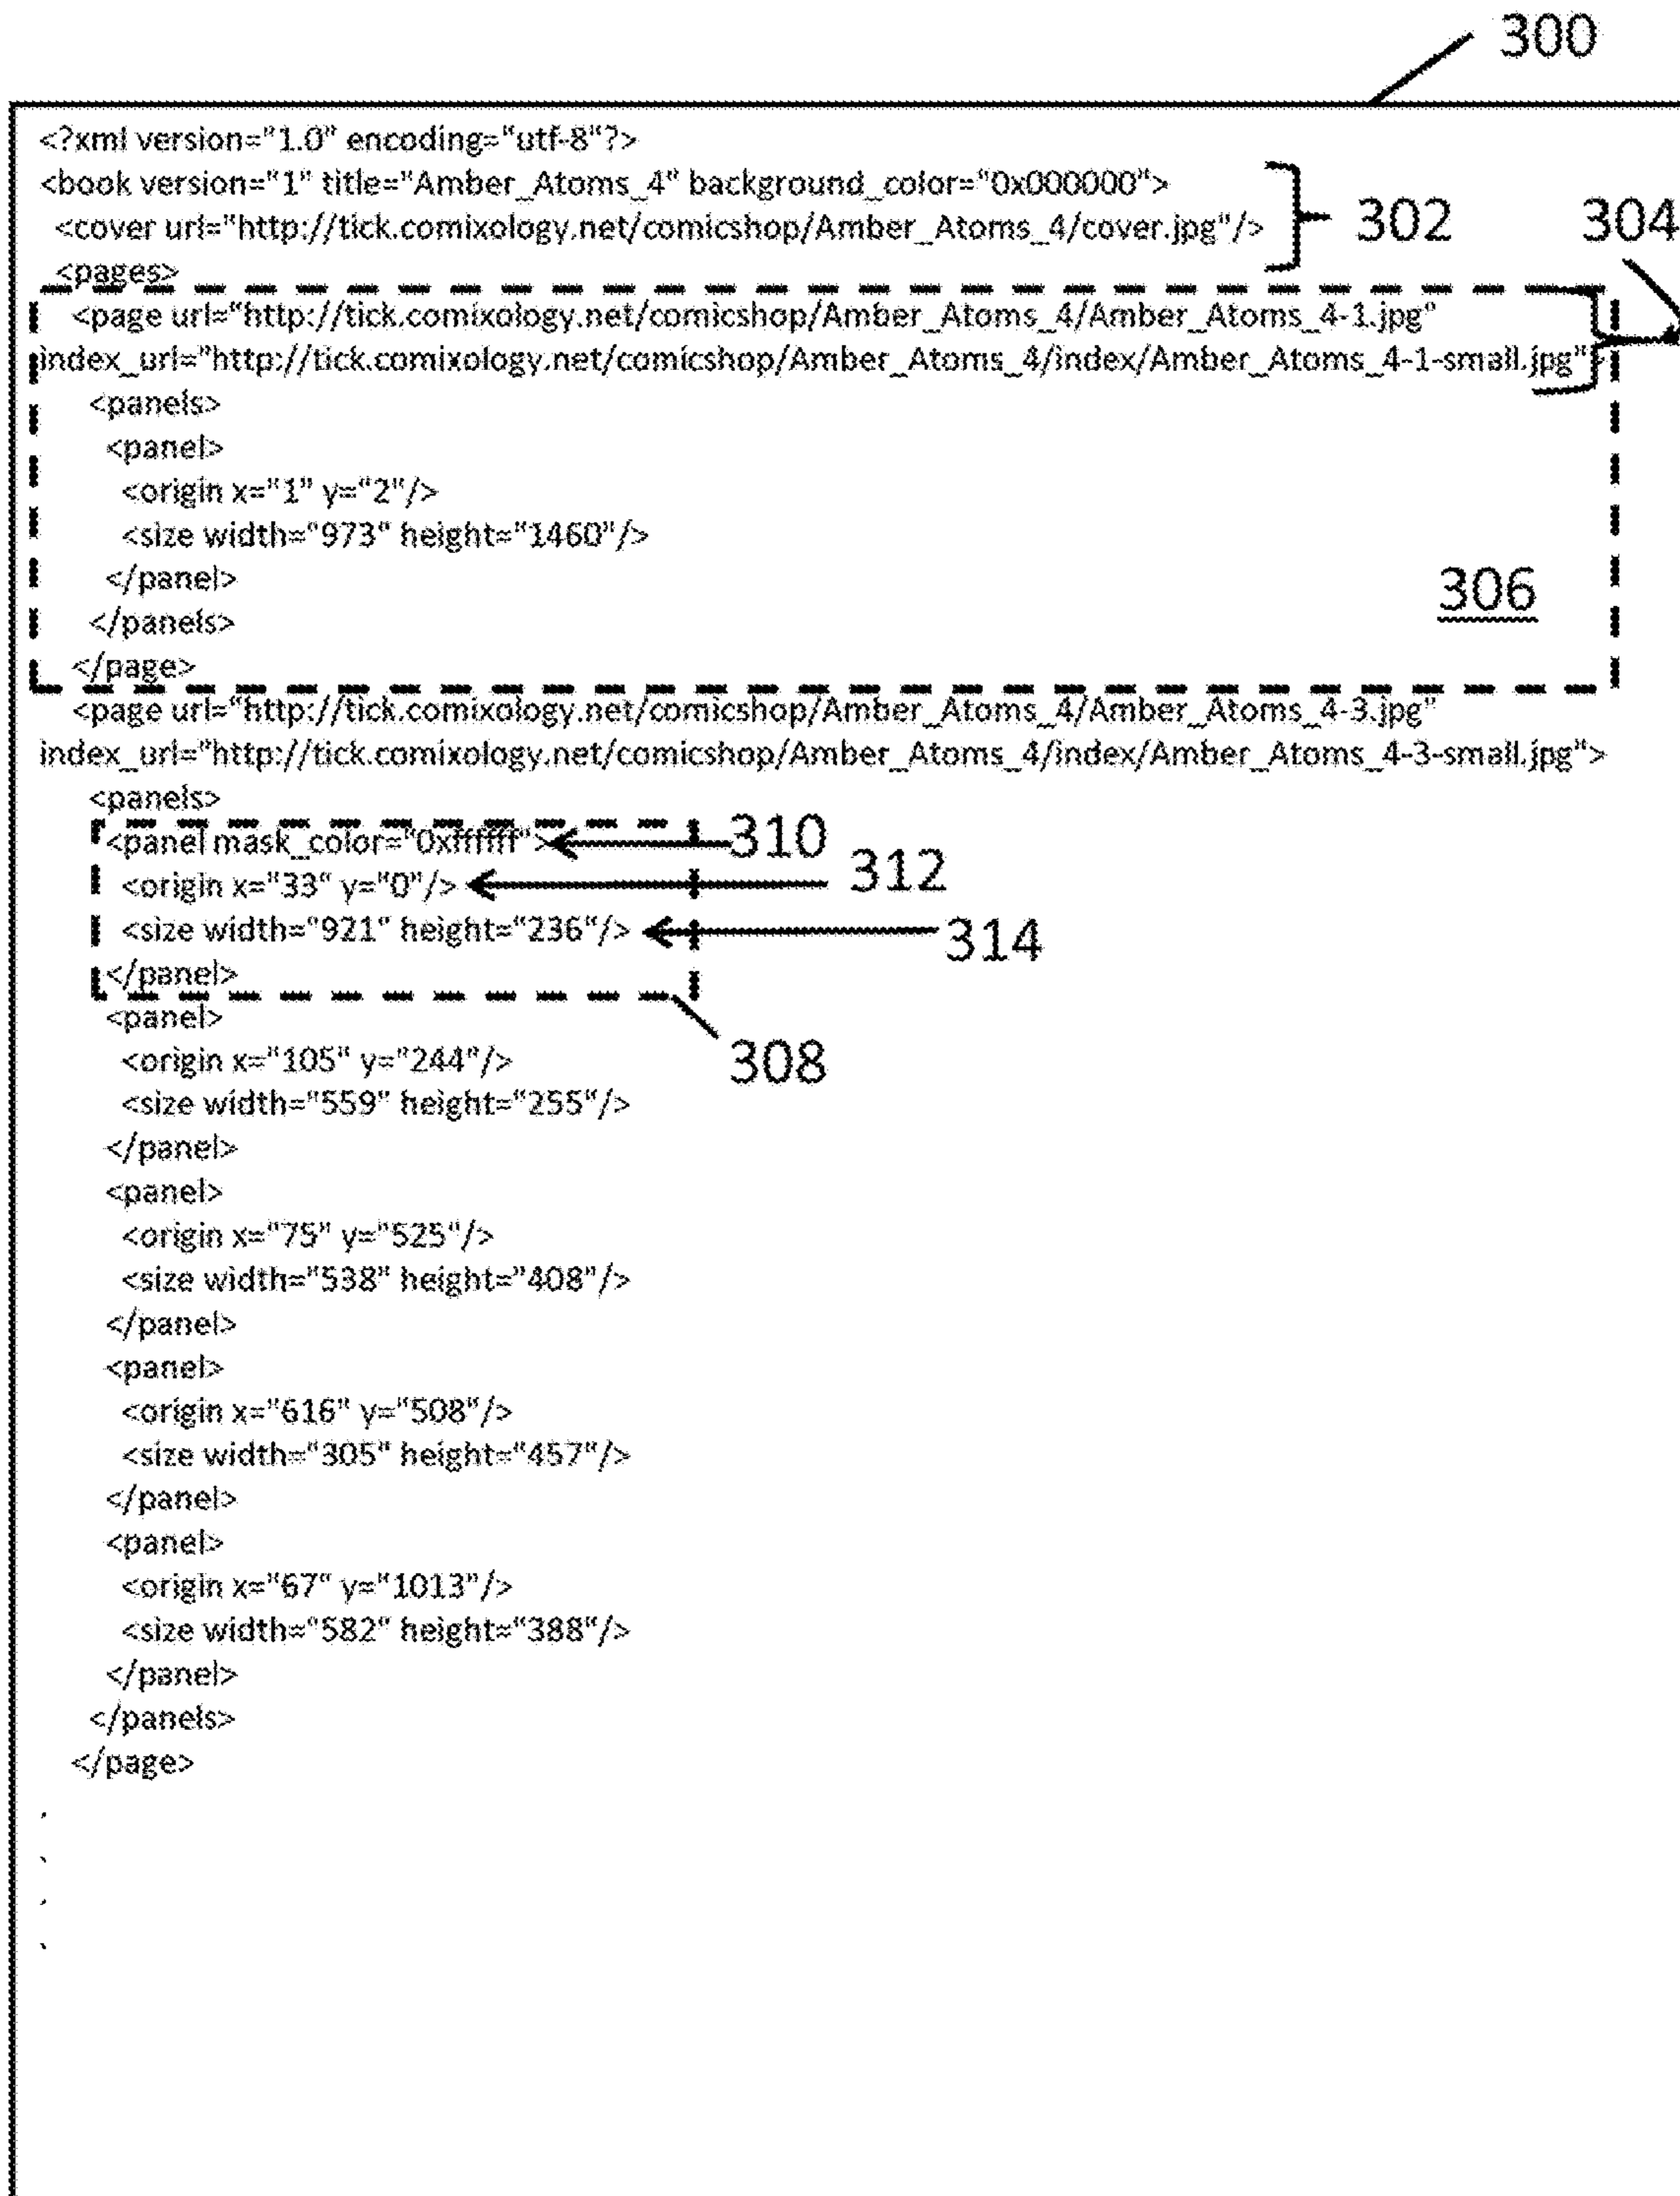 300
<?xml version="1.0" encoding="utf-8"?>
<book version="1" title="Amber_Atoms_4" background_color="0x000000">
<cover url="http://tick.comixology.net/comicshop/Amber_Atoms_4/cover.jpg"/>
302
304
<pages>
<page url="http://tick.comixology.net/comicshop/Amber_Atoms_4/Amber_Atoms_4-1.jpg"
index_url="http://tick.comixology.net/comicshop/Amber_Atoms_4/index/Amber_Atoms_4-1-small.jpg">
<panels>
<panel>
<origin x="1" y="2"/>
<size width="973" height="1460"/>
</panel>
306
</panels>
</page>
<page url="http://tick.comixology.net/comicshop/Amber_Atoms_4/Amber_Atoms_4-3.jpg"
index_url="http://tick.comixology.net/comicshop/Amber_Atoms_4/index/Amber_Atoms_4-3-small.jpg">
<panels>
<panel mask_color="0xffffff">
310
<origin x="33" y="0"/>
312
<size width="921" height="236"/>
314
</panel>
<panel>
308
<origin x="105" y="244"/>
<size width="559" height="255"/>
</panel>
<panel>
<origin x="75" y="525"/>
<size width="538" height="408"/>
</panel>
<panel>
<origin x="616" y="508"/>
<size width="305" height="457"/>
</panel>
<panel>
<origin x="67" y="1013"/>
<size width="582" height="388"/>
</panel>
</panels>
</page>
.
.
.
.